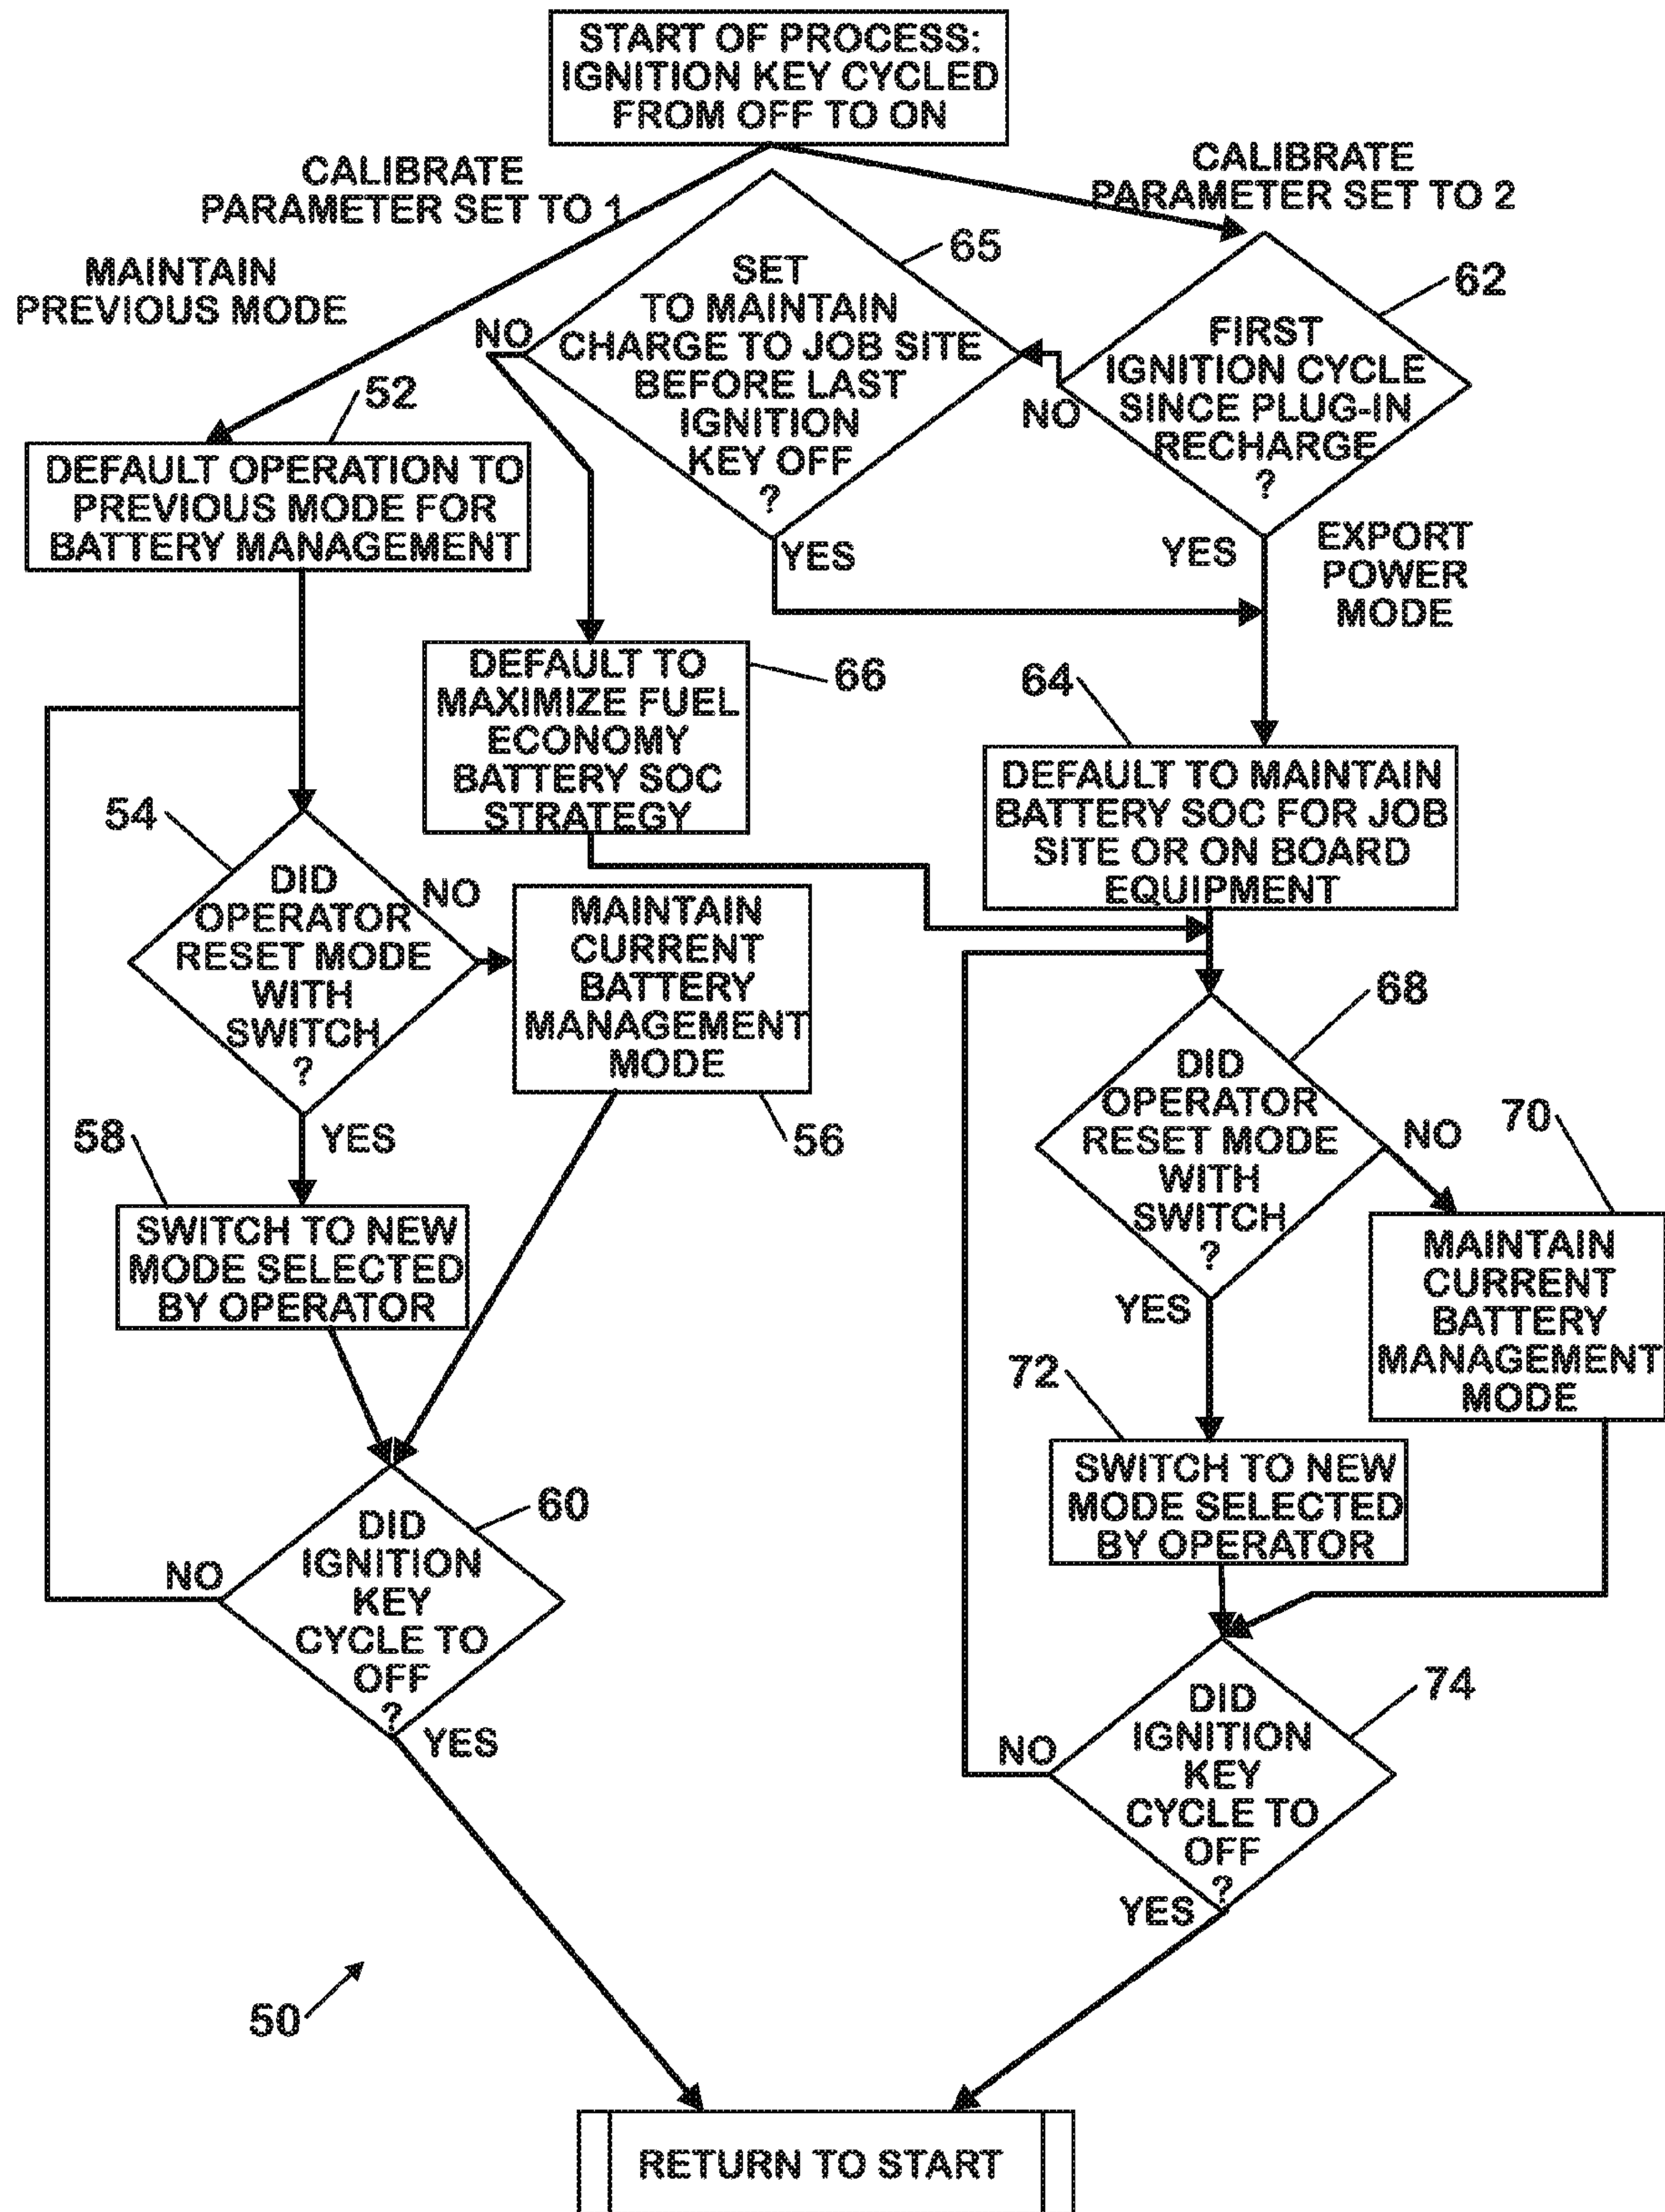 START OF PROCESS:
IGNITION KEY CYCLED
FROM OFF TO ON
CALIBRATE
PARAMETER SET TO 1
CALIBRATE
PARAMETER SET TO 2
MAINTAIN
PREVIOUS MODE
65
SET
TO MAINTAIN
CHARGE TO JOB SITE
BEFORE LAST
IGNITION
KEY OFF
?
NO
YES
62
FIRST
IGNITION CYCLE
SINCE PLUG-IN
RECHARGE
?
NO
YES
EXPORT
POWER
MODE
52
DEFAULT OPERATION TO
PREVIOUS MODE FOR
BATTERY MANAGEMENT
66
DEFAULT TO
MAXIMIZE FUEL
ECONOMY
BATTERY SOC
STRATEGY
64
DEFAULT TO MAINTAIN
BATTERY SOC FOR JOB
SITE OR ON BOARD
EQUIPMENT
54
DID
OPERATOR
RESET MODE
WITH
SWITCH
?
NO
YES
MAINTAIN
CURRENT
BATTERY
MANAGEMENT
MODE
56
58
SWITCH TO NEW
MODE SELECTED
BY OPERATOR
68
DID
OPERATOR
RESET MODE
WITH
SWITCH
?
NO
YES
70
MAINTAIN
CURRENT
BATTERY
MANAGEMENT
MODE
72
SWITCH TO NEW
MODE SELECTED
BY OPERATOR
60
DID
IGNITION
KEY
CYCLE TO
OFF
?
NO
YES
74
DID
IGNITION
KEY
CYCLE TO
OFF
?
NO
YES
50
RETURN TO START